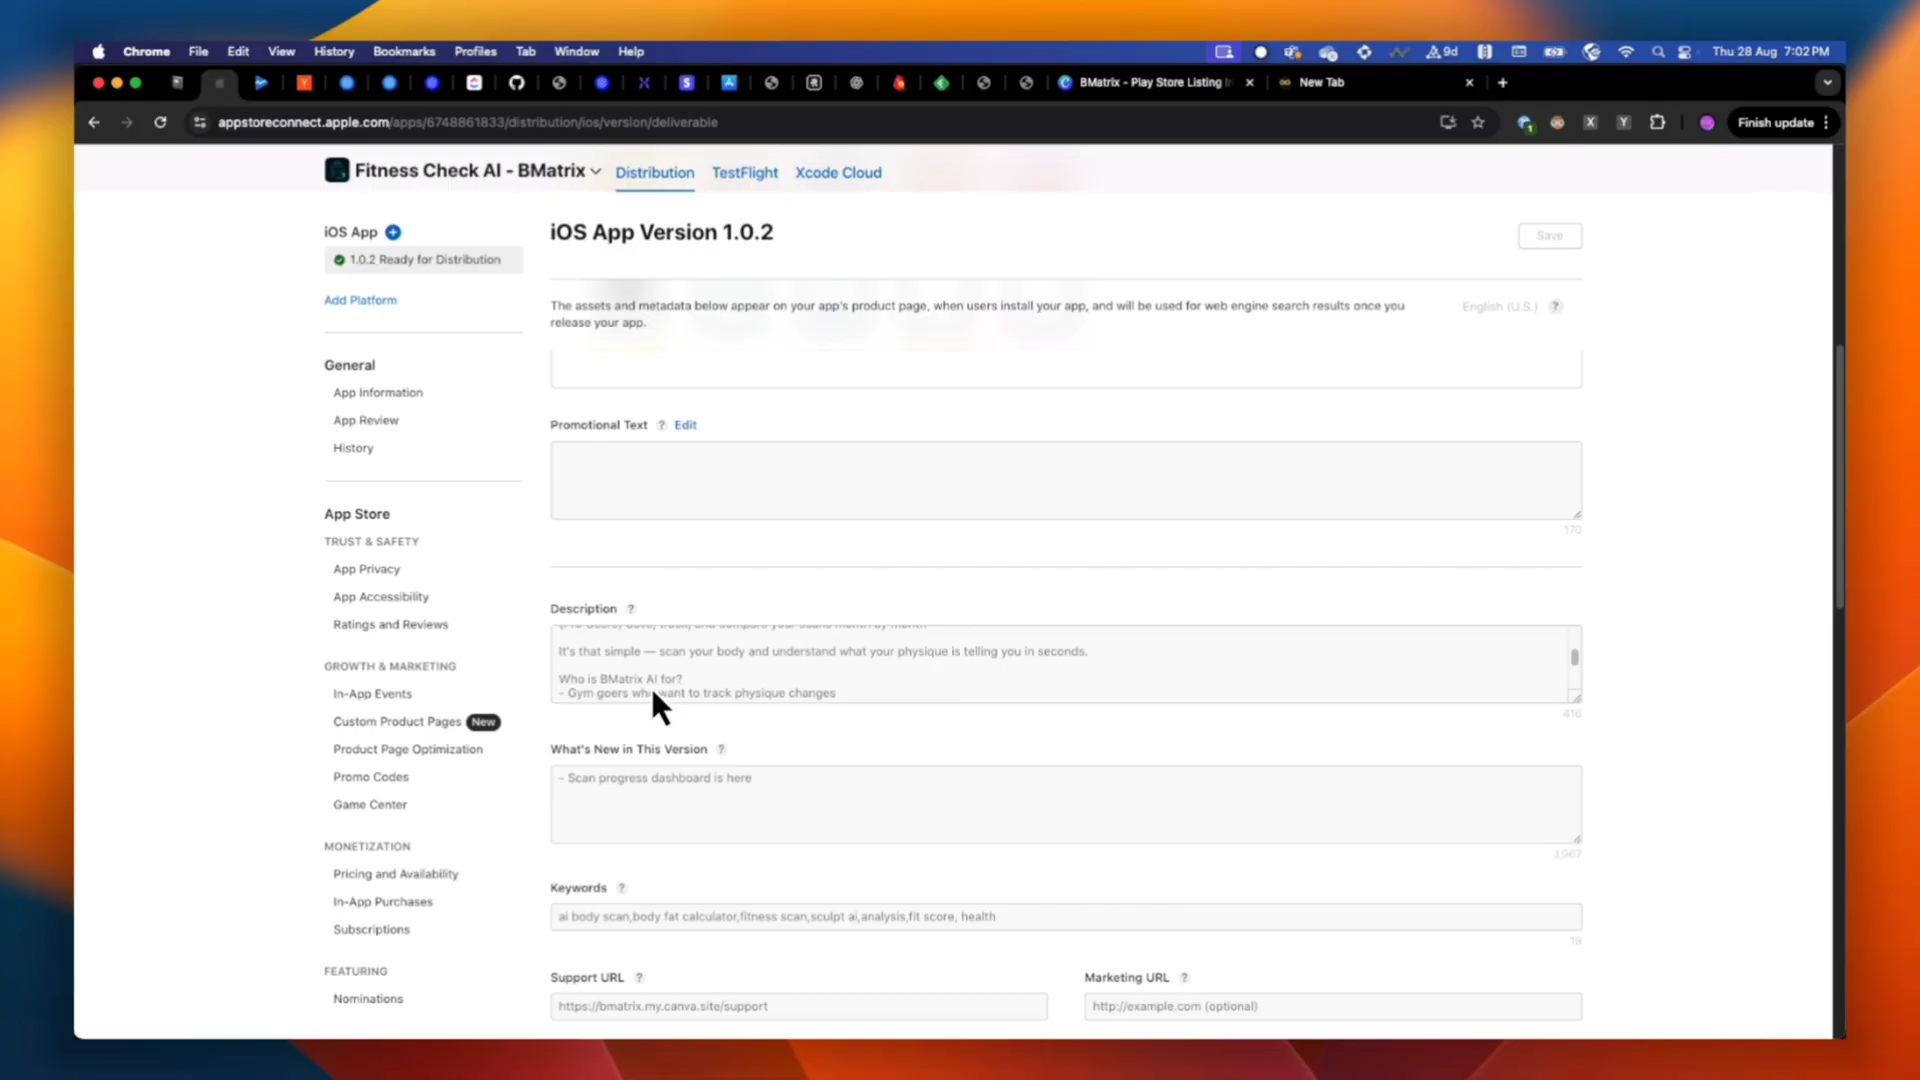 Chrome File Edit View History Bookmarks Profiles Tab Window Help 9d Thu 28 Aug 7:02 PM
BMatrix - Play Store Listing New Tab
appstoreconnect.apple.com/apps/6748861833/distribution/ios/version/deliverable Finish update
Fitness Check AI - BMatrix Distribution TestFlight Xcode Cloud
iOS App
1.0.2 Ready for Distribution
Add Platform
General
App Information
App Review
History
App Store
TRUST & SAFETY
App Privacy
App Accessibility
Ratings and Reviews
GROWTH & MARKETING
In-App Events
Custom Product Pages New
Product Page Optimization
Promo Codes
Game Center
MONETIZATION
Pricing and Availability
In-App Purchases
Subscriptions
FEATURING
Nominations
iOS App Version 1.0.2
Save
The assets and metadata below appear on your app's product page, when users install your app, and will be used for web engine search results once you
release your app.
English (U.S.) ?
Promotional Text ? Edit
170
Description ?
It's that simple — scan your body and understand what your physique is telling you in seconds.
Who is BMatrix AI for?
- Gym goers who want to track physique changes
416
What's New in This Version ?
- Scan progress dashboard is here
3,967
Keywords ?
ai body scan,body fat calculator,fitness scan,sculpt ai,analysis,fit score, health
18
Support URL ?
https://bmatrix.my.canva.site/support
Marketing URL ?
http://example.com (optional)